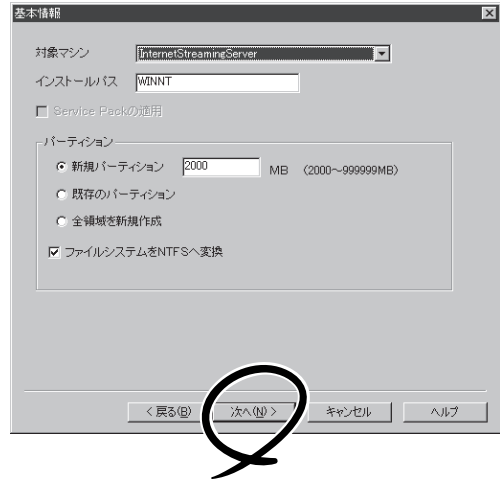 基本情報
対象マシン InternetStreamingServer
インストールパス WINNT
Service Packの適用
パーティション
新規パーティション 2000 MB (2000～999999MB)
既存のパーティション
全領域を新規作成
ファイルシステムをNTFSへ変換
< 戻る(B) 次へ(N) > キャンセル ヘルプ